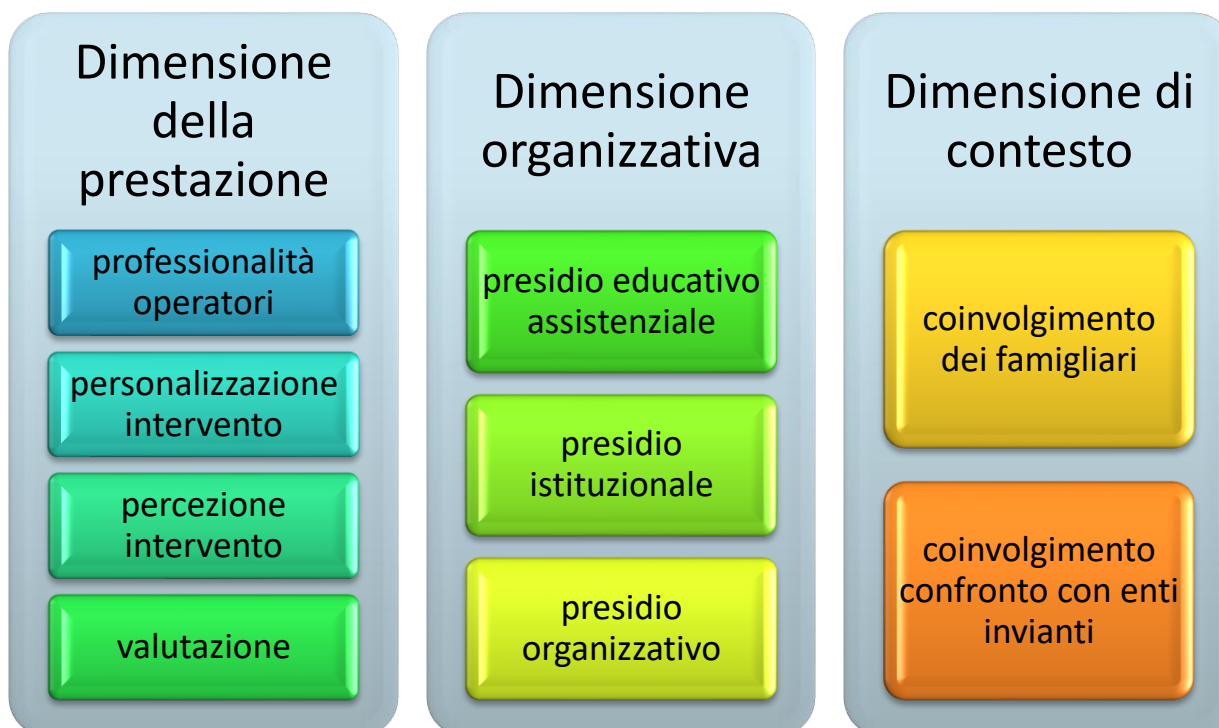 Dimensione
della
prestazione
professionalità
operatori
personalizzazione
intervento
percezione
intervento
valutazione
Dimensione
organizzativa
presidio educativo
assistenziale
presidio
istituzionale
presidio
organizzativo
Dimensione di
contesto
coinvolgimento
dei famigliari
coinvolgimento
confronto con enti
invianti